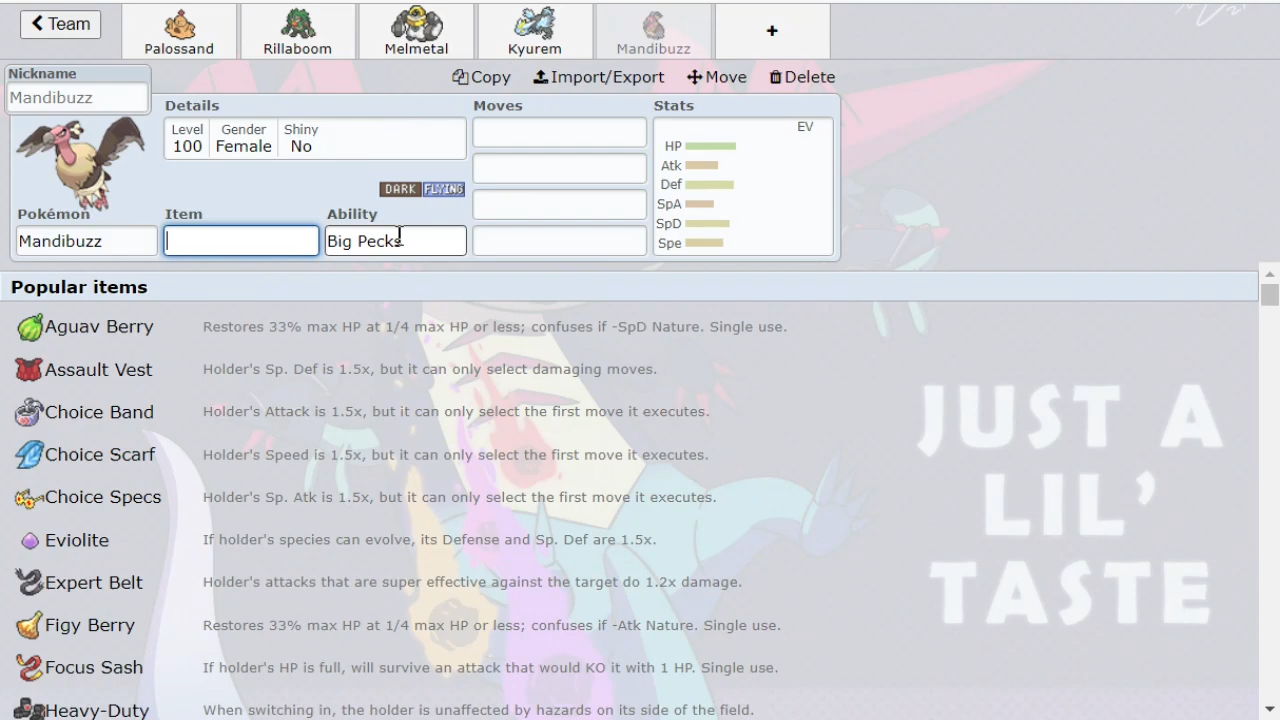 Team
Palossand
Rillaboom
Melmetal
Kyurem
Mandibuzz
+
Nickname
Mandibuzz
Copy
Import/Export
Move
Delete
Details
Moves
Stats
Level
100
Gender
Female
Shiny
No
EV
HP
Atk
Def
SpA
SpD
Spe
DARK FLYING
Pokémon
Mandibuzz
Item
Ability
Big Pecks
Popular items
Aguav Berry Restores 33% max HP at 1/4 max HP or less; confuses if -SpD Nature. Single use.
Assault Vest Holder's Sp. Def is 1.5x, but it can only select damaging moves.
Choice Band Holder's Attack is 1.5x, but it can only select the first move it executes.
Choice Scarf Holder's Speed is 1.5x, but it can only select the first move it executes.
Choice Specs Holder's Sp. Atk is 1.5x, but it can only select the first move it executes.
Eviolite If holder's species can evolve, its Defense and Sp. Def are 1.5x.
Expert Belt Holder's attacks that are super effective against the target do 1.2x damage.
Figy Berry Restores 33% max HP at 1/4 max HP or less; confuses if -Atk Nature. Single use.
Focus Sash If holder's HP is full, will survive an attack that would KO it with 1 HP. Single use.
Heavy-Duty When switching in, the holder is unaffected by hazards on its side of the field.
JUST A
LIL'
TASTE